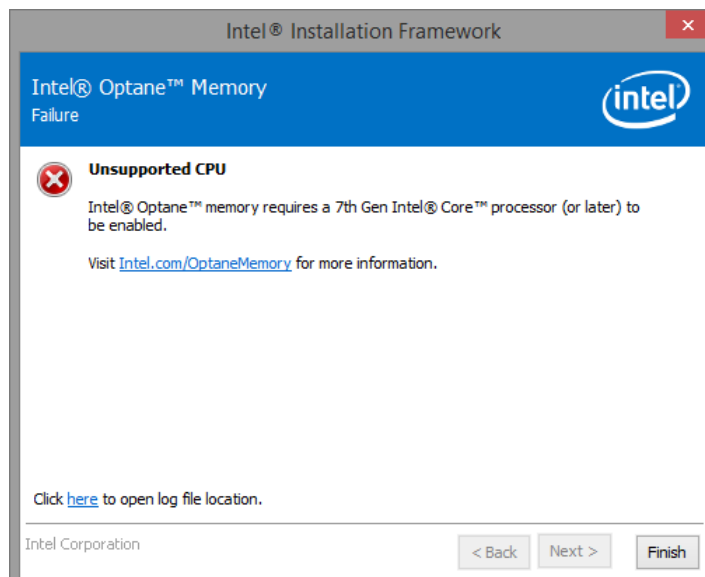 Intel® Installation Framework
Intel® Optane™ Memory
Failure
intel
Unsupported CPU
Intel® Optane™ memory requires a 7th Gen Intel® Core™ processor (or later) to
be enabled.
Visit Intel.com/OptaneMemory for more information.
Click here to open log file location.
Intel Corporation
< Back
Next >
Finish